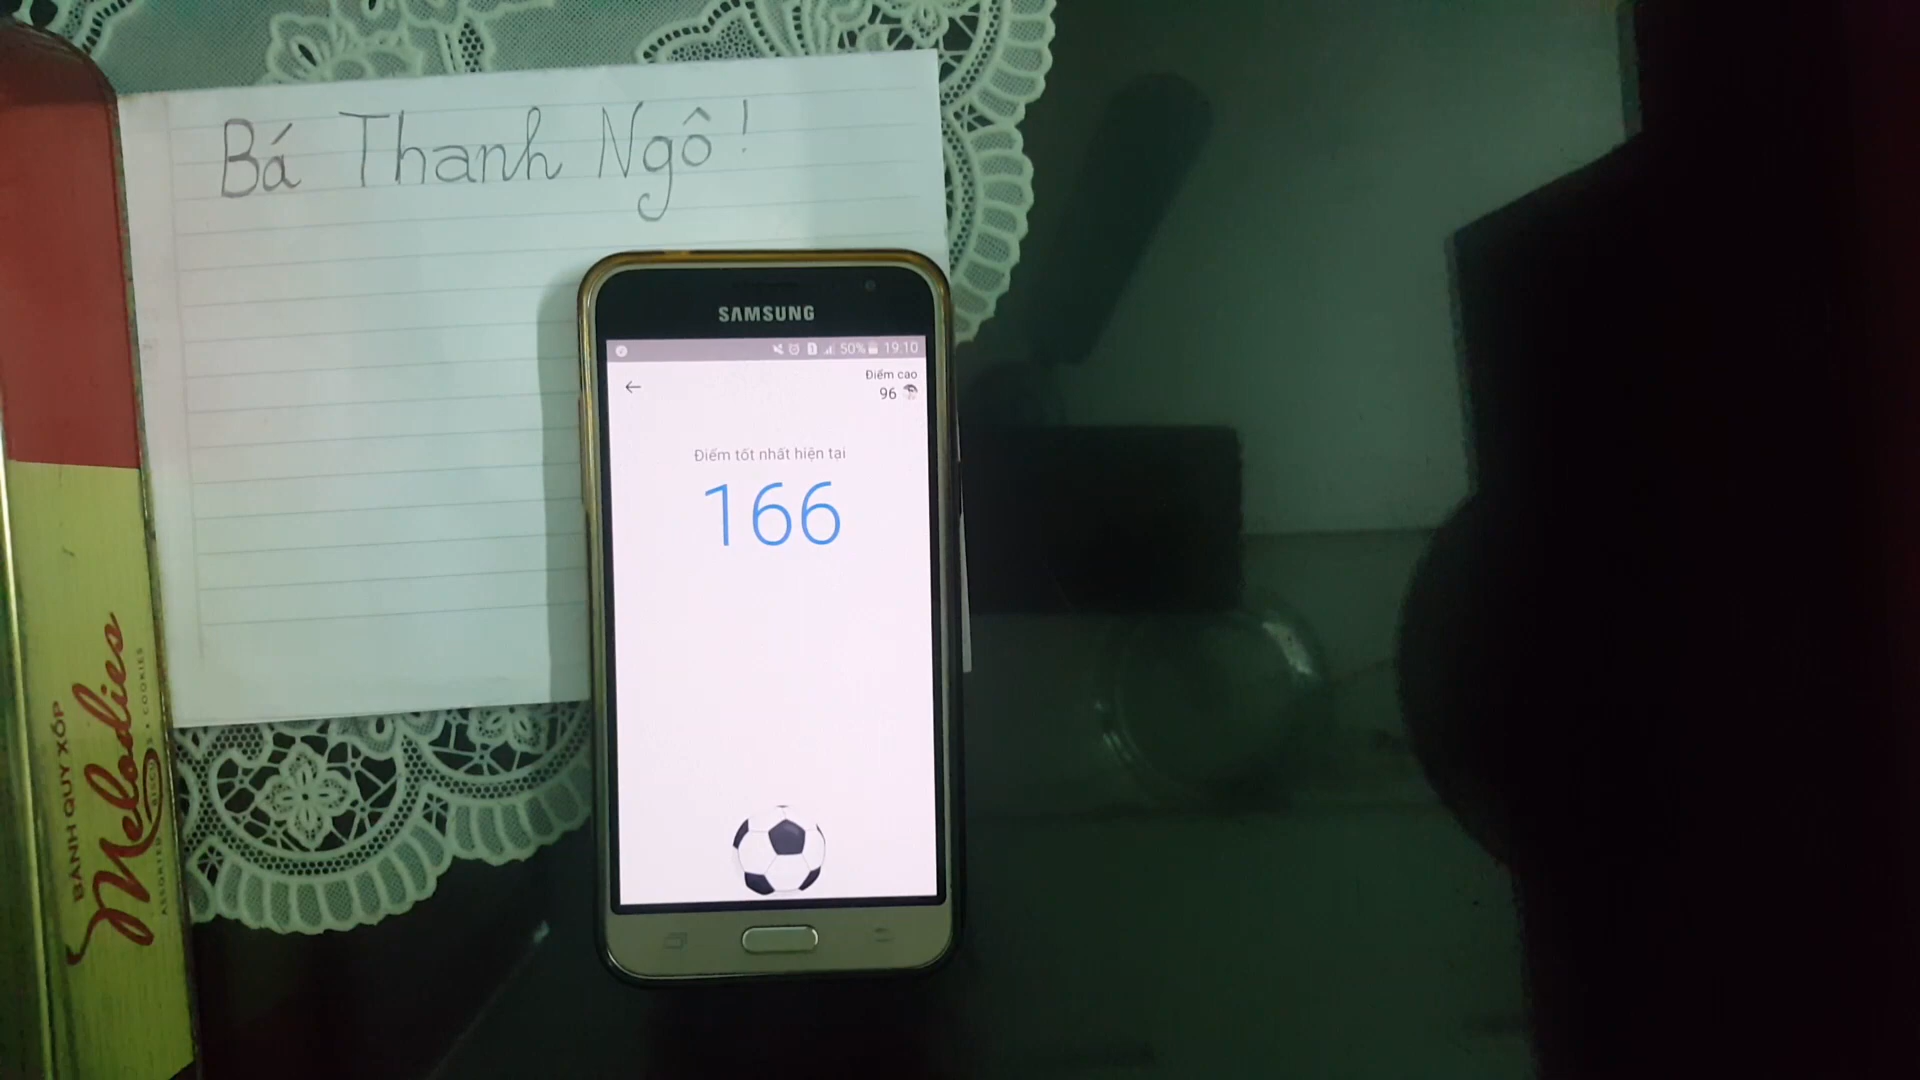 Bá Thanh Ngô!
SAMSUNG
50% 19:10
Điểm cao
96
Điểm tốt nhất hiện tại
166
BÁNH QUY XỐP
Melodies
ASSORTED COOKIES